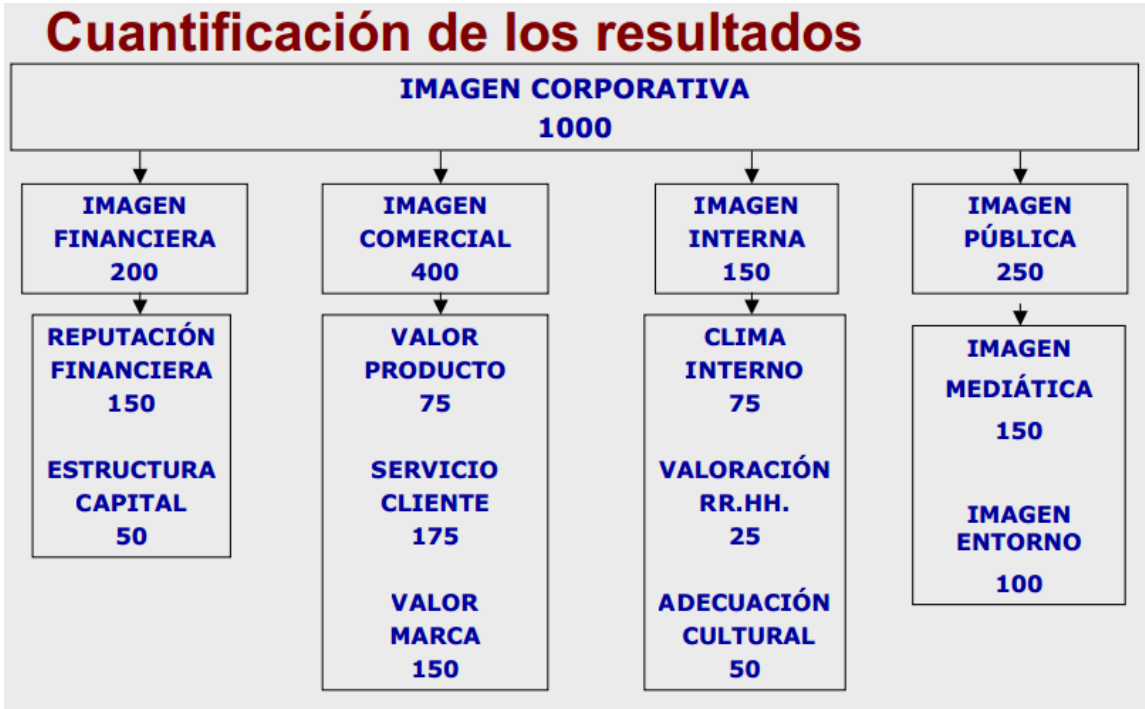 Cuantificación de los resultados
IMAGEN CORPORATIVA
1000
IMAGEN
FINANCIERA
200
IMAGEN
COMERCIAL
400
IMAGEN
INTERNA
150
IMAGEN
PÚBLICA
250
REPUTACIÓN
FINANCIERA
150
ESTRUCTURA
CAPITAL
50
VALOR
PRODUCTO
75
SERVICIO
CLIENTE
175
VALOR
MARCA
150
CLIMA
INTERNO
75
VALORACIÓN
RR.HH.
25
ADECUACIÓN
CULTURAL
50
IMAGEN
MEDIÁTICA
150
IMAGEN
ENTORNO
100